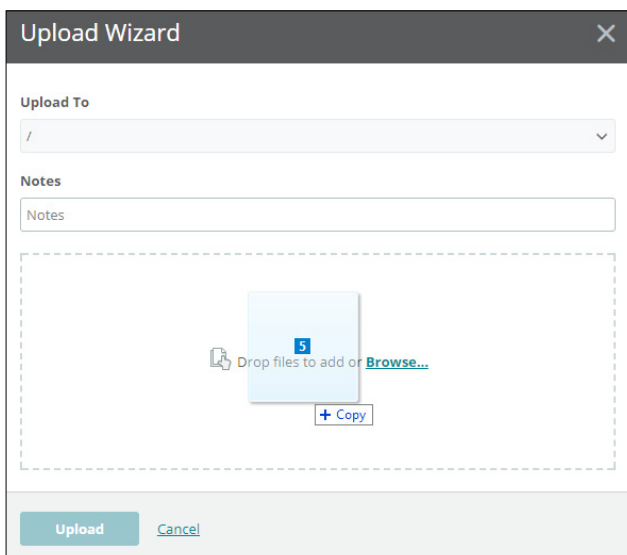 Upload Wizard
Upload To
/
Notes
Notes
5
Drop files to add or Browse...
+ Copy
Upload Cancel